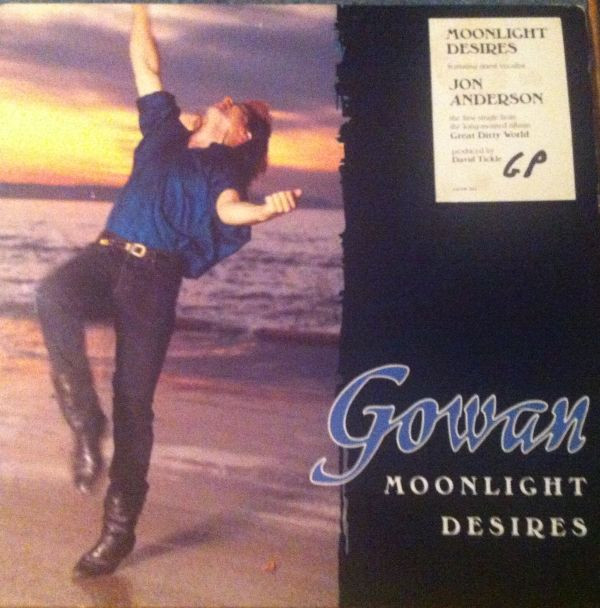 MOONLIGHT
DESIRES
featuring guest vocalist
JON
ANDERSON
the first single from
the long-awaited album
Great Dirty World
produced by
David Tickle
GP
Gowan
MOONLIGHT
DESIRES